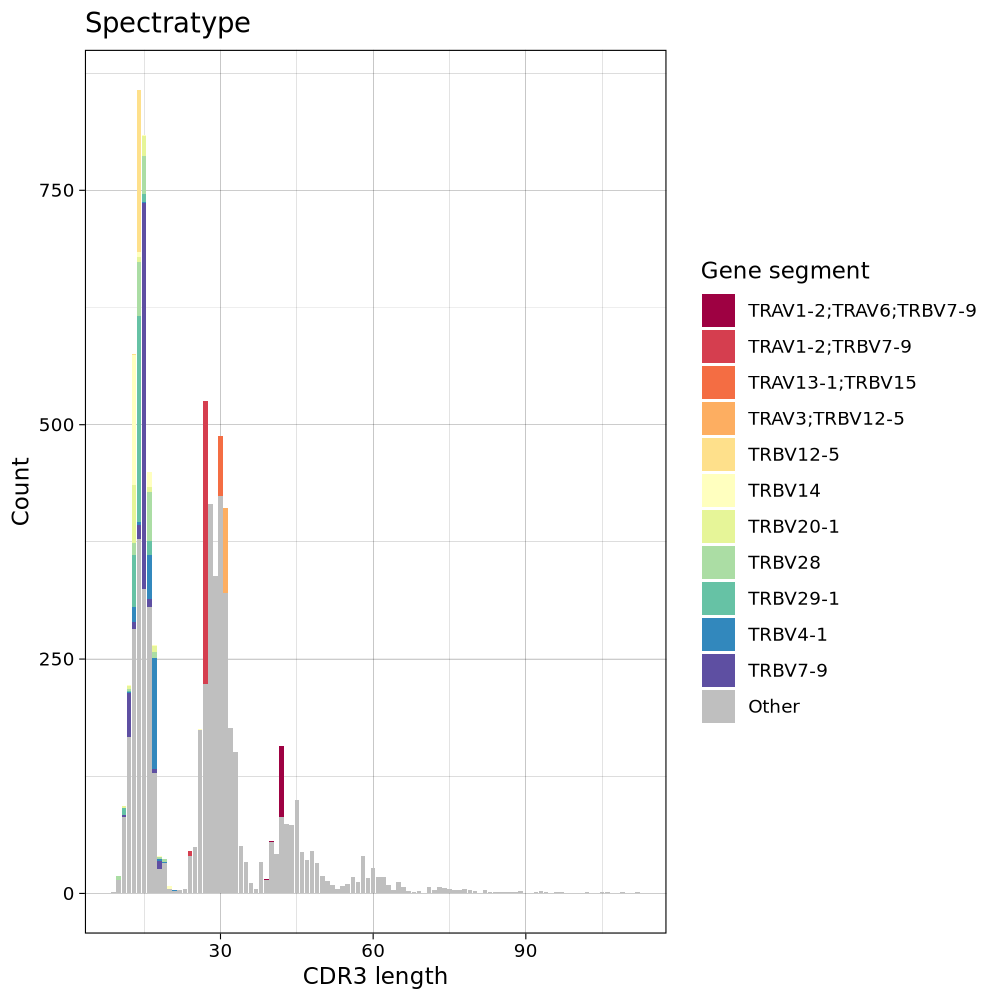 Spectratype
Count
750
500
250
0
30
60
90
CDR3 length
Gene segment
TRAV1-2;TRAV6;TRBV7-9
TRAV1-2;TRBV7-9
TRAV13-1;TRBV15
TRAV3;TRBV12-5
TRBV12-5
TRBV14
TRBV20-1
TRBV28
TRBV29-1
TRBV4-1
TRBV7-9
Other